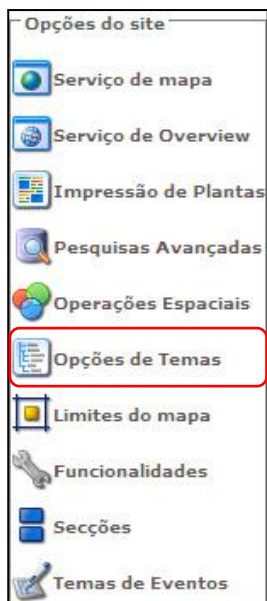 Opções do site
Serviço de mapa
Serviço de Overview
Impressão de Plantas
Pesquisas Avançadas
Operações Espaciais
Opções de Temas
Limites do mapa
Funcionalidades
Secções
Temas de Eventos